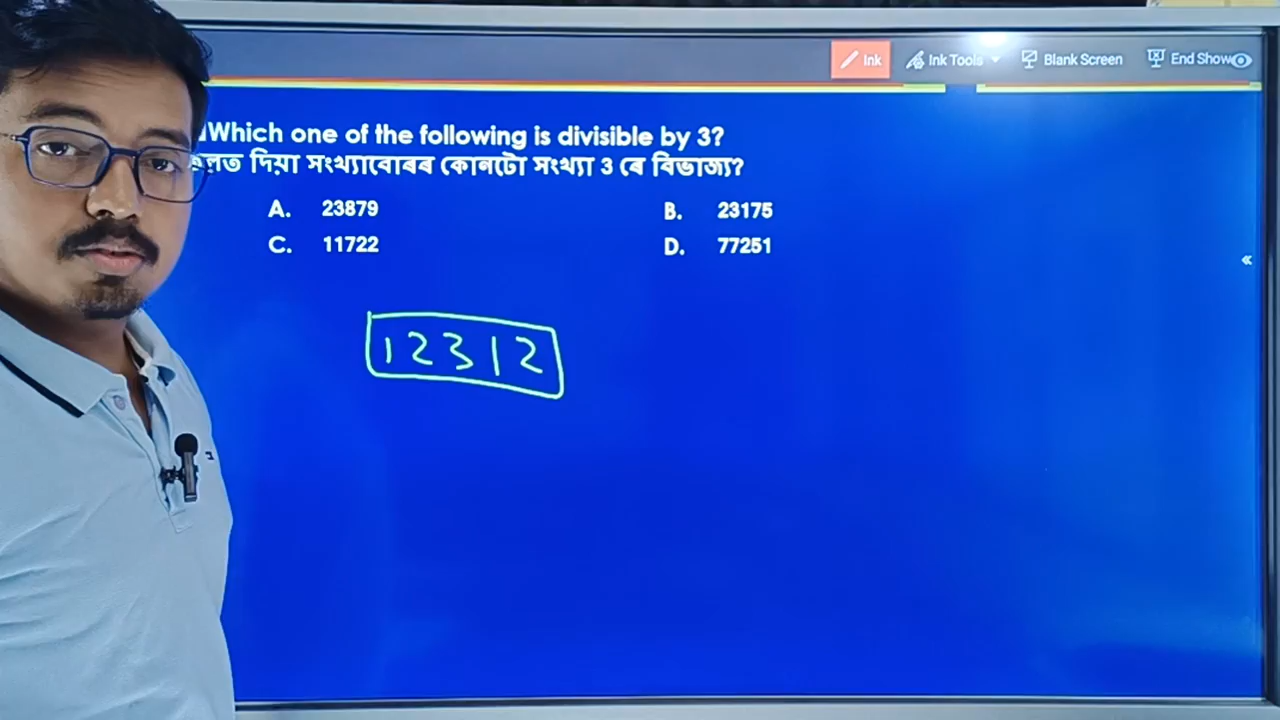 Ink Ink Tools Blank Screen End Show
Which one of the following is divisible by 3?
দিয়া সংখ্যাবোৰৰ কোনটো সংখ্যা 3 ৰে বিভাজ্য?
A. 23879 B. 23175
C. 11722 D. 77251
12312